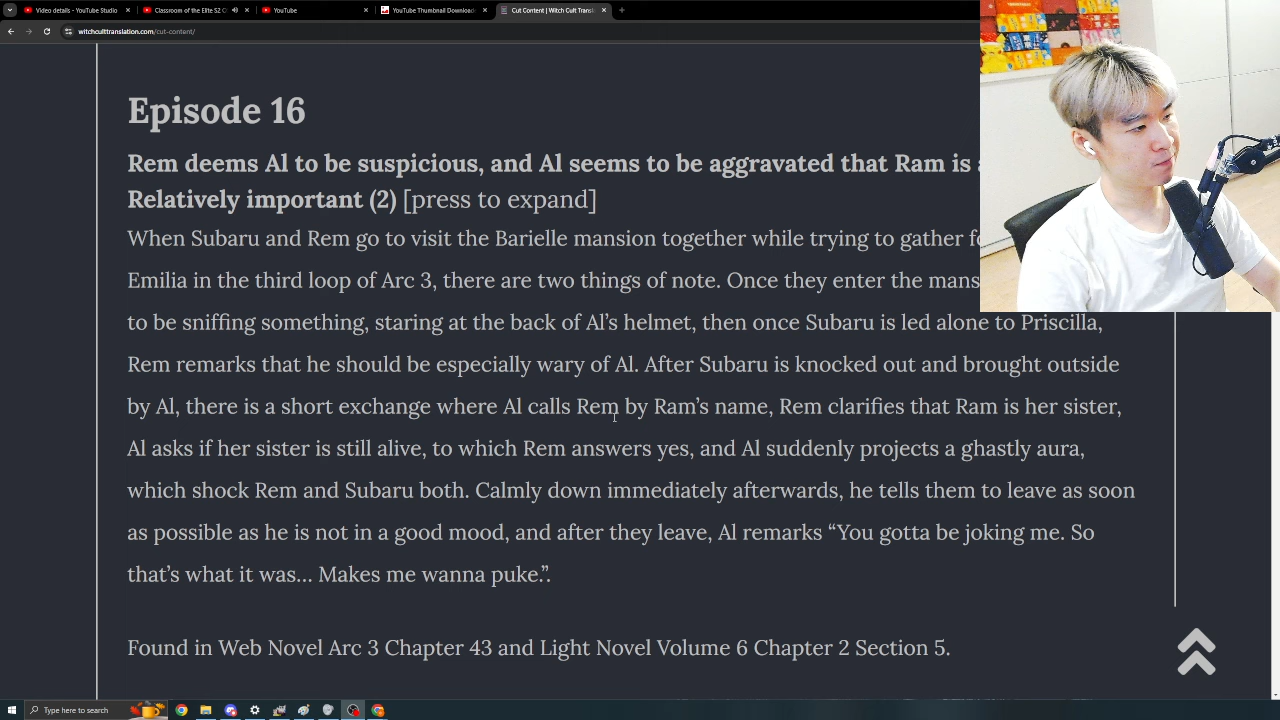 Video details - YouTube Studio
Classroom of the Elite S2 C
YouTube
YouTube Thumbnail Download
Cut Content | Witch Cult Transl
witchculttranslation.com/cut-content/
Episode 16
Rem deems Al to be suspicious, and Al seems to be aggravated that Ram is
Relatively important (2) [press to expand]
When Subaru and Rem go to visit the Barielle mansion together while trying to gather
Emilia in the third loop of Arc 3, there are two things of note. Once they enter the
to be sniffing something, staring at the back of Al's helmet, then once Subaru is led alone to Priscilla,
Rem remarks that he should be especially wary of Al. After Subaru is knocked out and brought outside
by Al, there is a short exchange where Al calls Rem by Ram's name, Rem clarifies that Ram is her sister,
Al asks if her sister is still alive, to which Rem answers yes, and Al suddenly projects a ghastly aura,
which shock Rem and Subaru both. Calmly down immediately afterwards, he tells them to leave as soon
as possible as he is not in a good mood, and after they leave, Al remarks “You gotta be joking me. So
that's what it was… Makes me wanna puke.”.
Found in Web Novel Arc 3 Chapter 43 and Light Novel Volume 6 Chapter 2 Section 5.
Type here to search